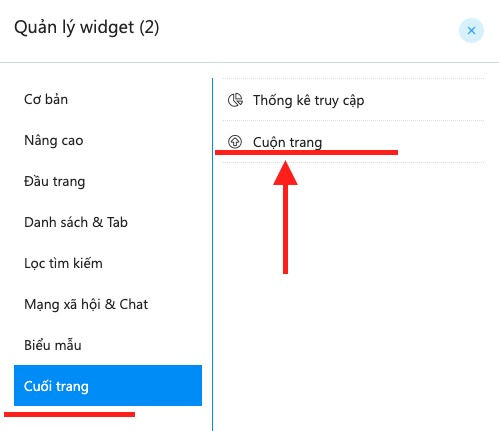 Quản lý widget (2)
Cơ bản
Nâng cao
Đầu trang
Danh sách & Tab
Lọc tìm kiếm
Mạng xã hội & Chat
Biểu mẫu
Cuối trang
Thống kê truy cập
Cuộn trang